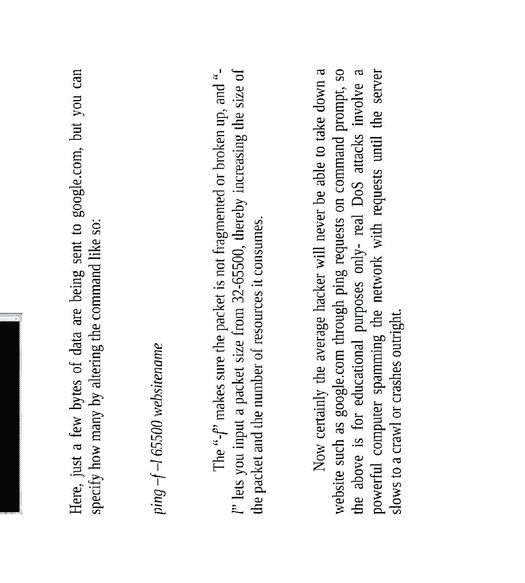 Here, just a few bytes of data are being sent to google.com, but you can
specify how many by altering the command like so:
ping –f –l 65500 websitename
The “-f” makes sure the packet is not fragmented or broken up, and “-
l” lets you input a packet size from 32-65500, thereby increasing the size of
the packet and the number of resources it consumes.
Now certainly the average hacker will never be able to take down a
website such as google.com through ping requests on command prompt, so
the above is for educational purposes only- real DoS attacks involve a
powerful computer spamming the network with requests until the server
slows to a crawl or crashes outright.